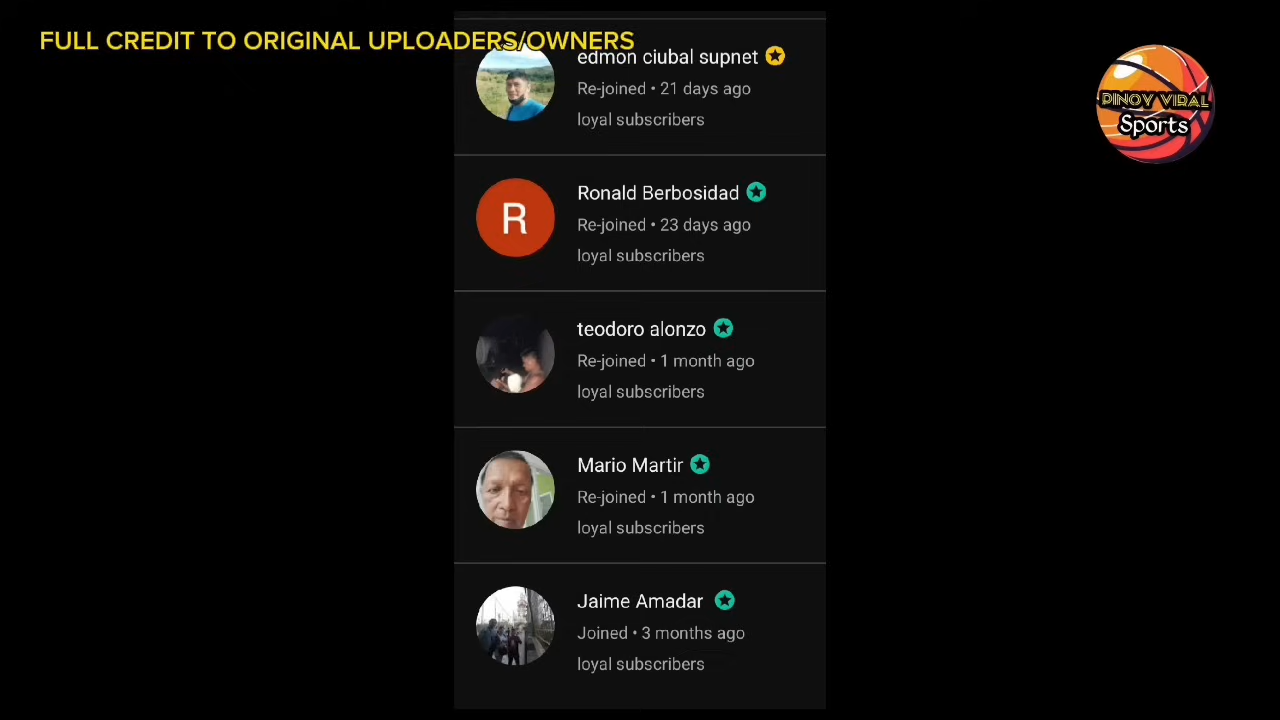 FULL CREDIT TO ORIGINAL UPLOADERS/OWNERS
edmon ciubal supnet
Re-joined • 21 days ago
loyal subscribers
PINOY VIRAL
Sports
Ronald Berbosidad
R
Re-joined • 23 days ago
loyal subscribers
teodoro alonzo
Re-joined • 1 month ago
loyal subscribers
Mario Martir
Re-joined • 1 month ago
loyal subscribers
Jaime Amadar
Joined • 3 months ago
loyal subscribers